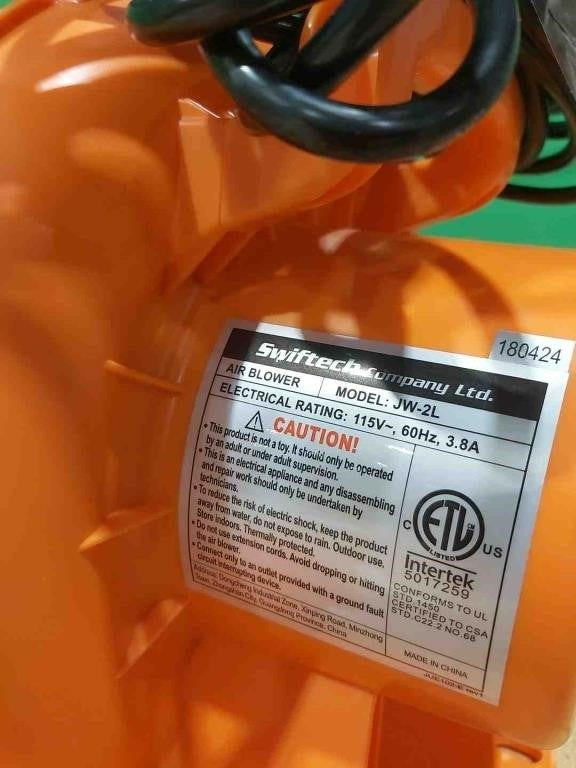 180424
Swiftech Company Ltd.
AIR BLOWER
MODEL: JW-2L
ELECTRICAL RATING: 115V~, 60Hz, 3.8A
CAUTION!
• This product is not a toy. It should only be operated
by an adult or under adult supervision.
• This is an electrical appliance and any disassembling
and repair work should only be undertaken by
technicians.
• To reduce the risk of electric shock, keep the product
away from water, do not expose to rain. Outdoor use,
Store indoors. Thermally protected.
• Do not use extension cords. Avoid dropping or hitting
the air blower.
• Connect only to an outlet provided with a ground fault
circuit interrupting device.
Address: Dongcheng Industrial Zone, Xinping Road, Minzhong
Town, Zhongshan City, Guangdong Province, China
C ETL CM US
LISTED
Intertek
5017259
CONFORMS TO UL
STD.1450
CERTIFIED TO CSA
STD.C22.2 NO.68
MADE IN CHINA